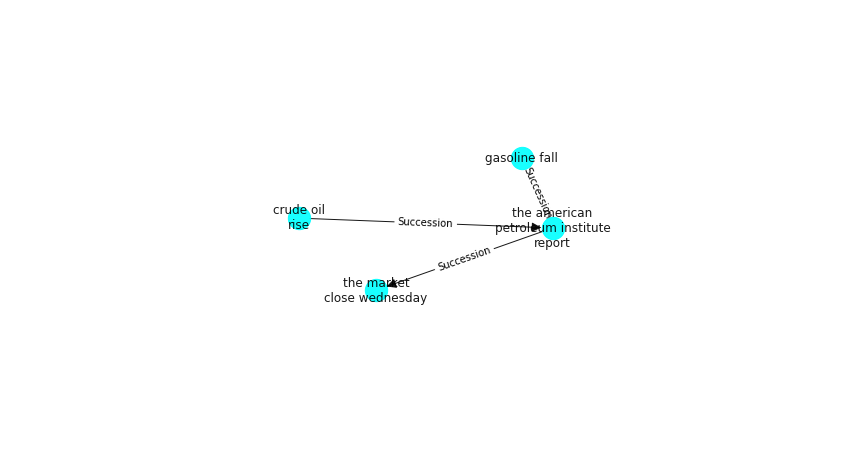 gasoline fall
Succession
crude oil
rise
Succession
the american
petroleum institute
report
Succession
the market
close wednesday